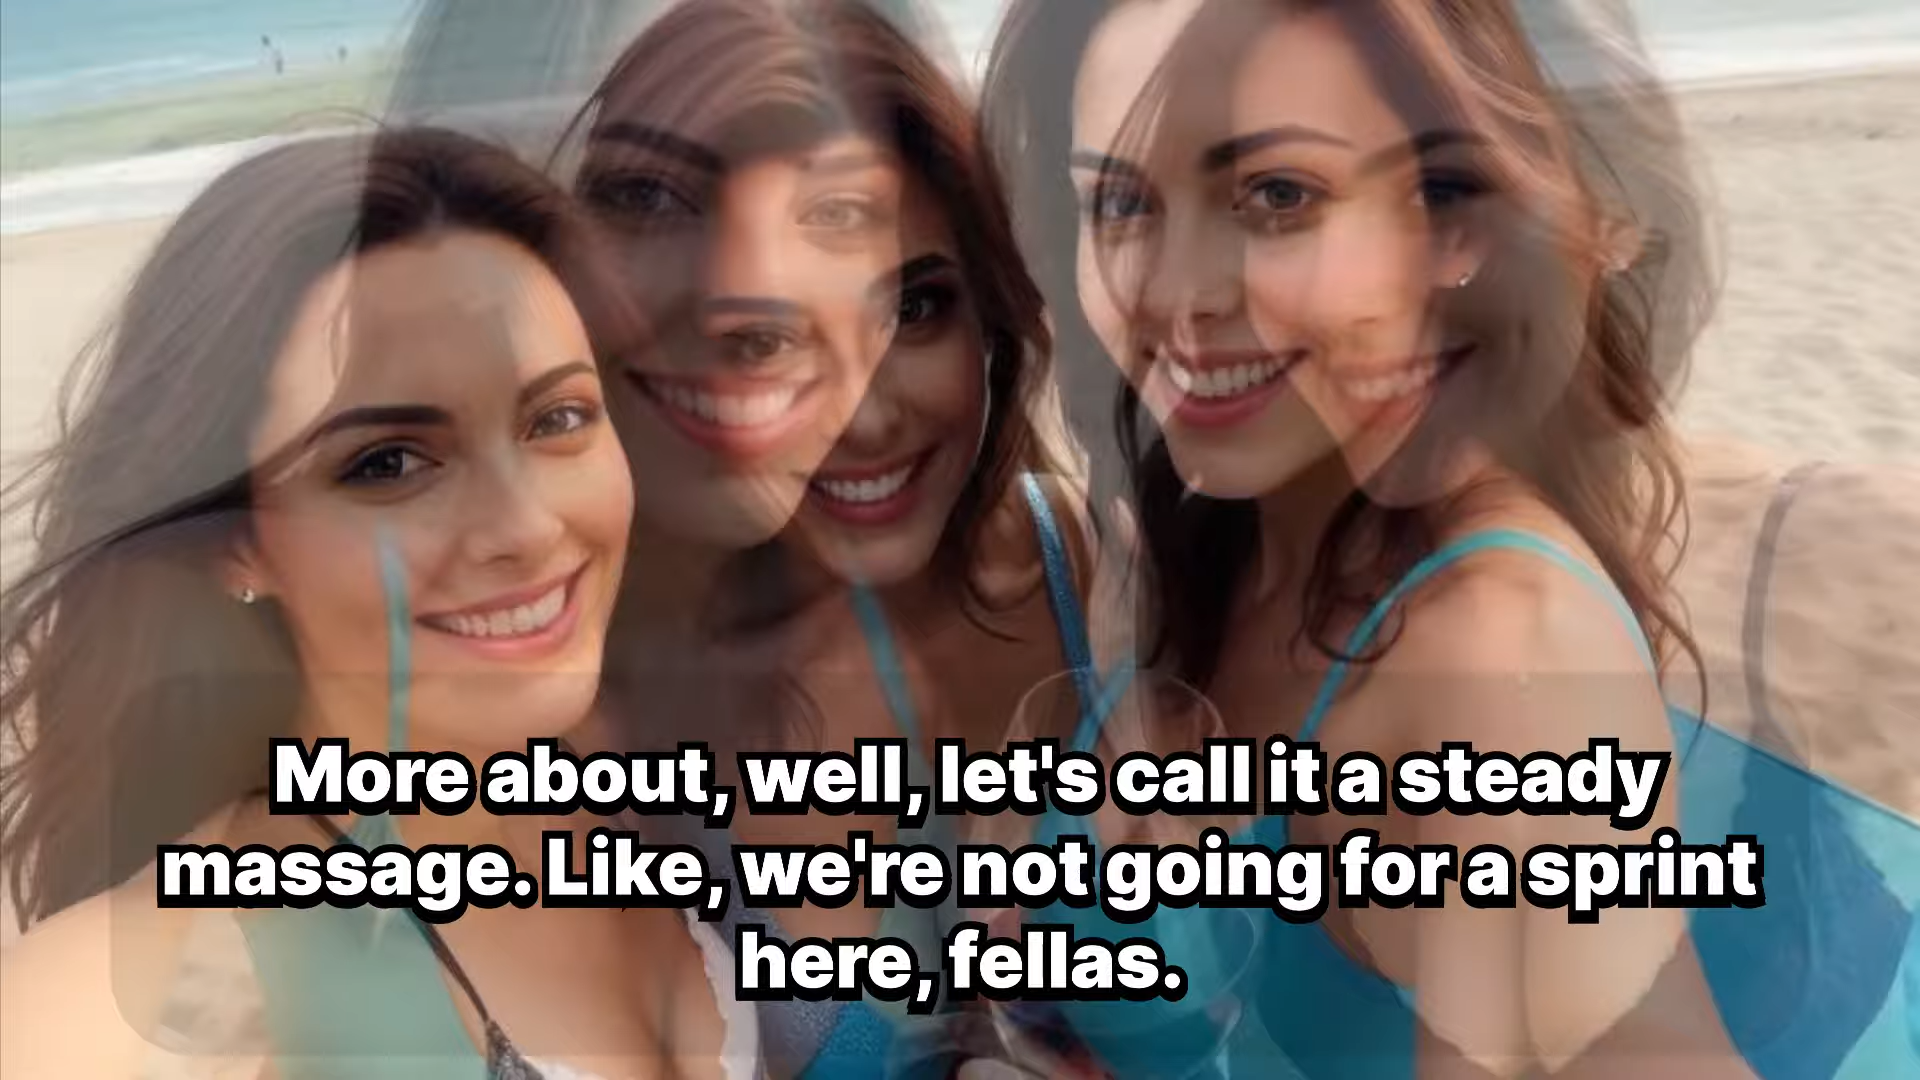 More about, well, let's call it a steady
massage. Like, we're not going for a sprint
here, fellas.